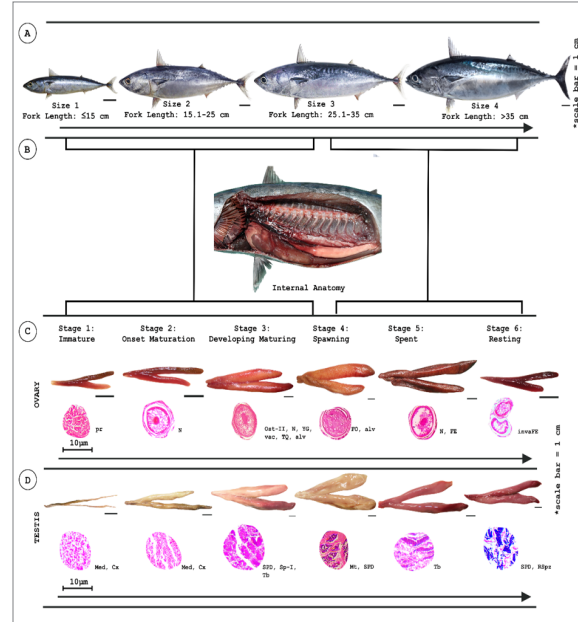 A
Size 1
Fork Length: ≤15 cm
Size 2
Fork Length: 15.1-25 cm
Size 3
Fork Length: 25.1-35 cm
Size 4
Fork Length: >35 cm
*scale bar = 1 cm
B
Internal Anatomy
C
Stage 1:
Immature
Stage 2:
Onset Maturation
Stage 3:
Developing Maturing
Stage 4:
Spawning
Stage 5:
Spent
Stage 6:
Resting
OVARY
pr
N
Ost-II, N, YG,
vac, TQ, alv
FO, alv
N, FE
invaFE
10µm
*scale bar = 1 cm
D
TESTIS
Med, Cx
Med, Cx
SPD, Sp-I,
Tb
Mt, SPD
Tb
SPD, RSpz
10µm